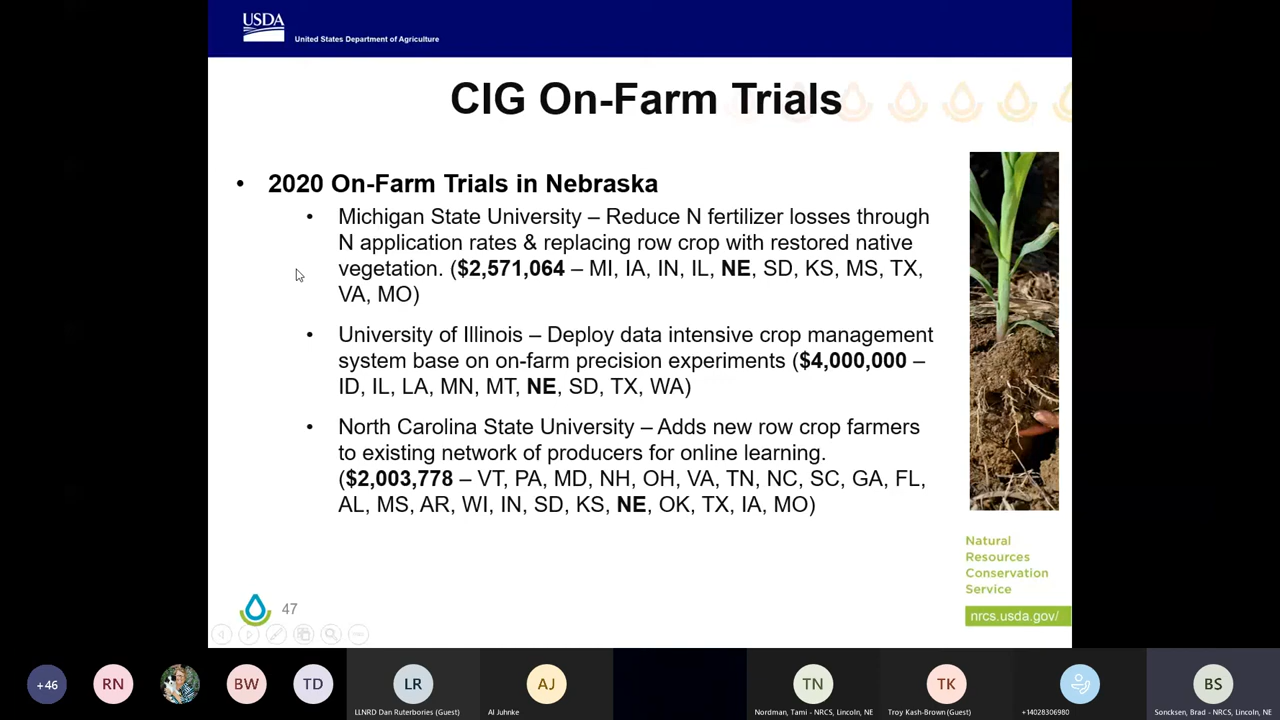 USDA
United States Department of Agriculture
CIG On-Farm Trials
• 2020 On-Farm Trials in Nebraska
• Michigan State University – Reduce N fertilizer losses through
N application rates & replacing row crop with restored native
vegetation. ($2,571,064 – MI, IA, IN, IL, NE, SD, KS, MS, TX,
VA, MO)
• University of Illinois – Deploy data intensive crop management
system base on on-farm precision experiments ($4,000,000 –
ID, IL, LA, MN, MT, NE, SD, TX, WA)
• North Carolina State University – Adds new row crop farmers
to existing network of producers for online learning.
($2,003,778 – VT, PA, MD, NH, OH, VA, TN, NC, SC, GA, FL,
AL, MS, AR, WI, IN, SD, KS, NE, OK, TX, IA, MO)
Natural
Resources
Conservation
Service
nrcs.usda.gov/
47
+46
RN
BW
TD
LR
AJ
TN
TK
BS
LLNRD Dan Ruterbories (Guest)
Al Juhnke
Nordman, Tami - NRCS, Lincoln, NE
Troy Kash-Brown (Guest)
+14028306980
Soncksen, Brad - NRCS, Lincoln, NE